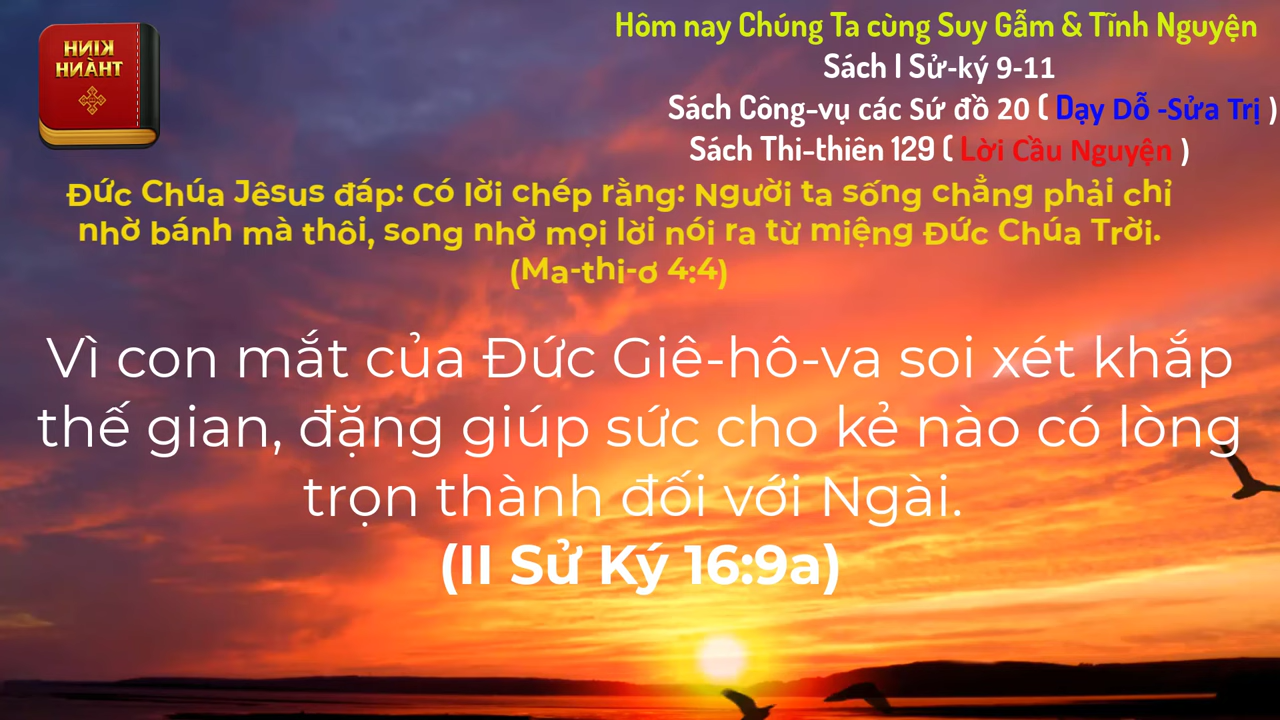 KINH
THÀNH
Hôm nay Chúng Ta cùng Suy Gẫm & Tĩnh Nguyện
Sách I Sử-ký 9-11
Sách Công-vụ các Sứ đồ 20 ( Dạy Dỗ -Sửa Trị )
Sách Thi-thiên 129 ( Lời Cầu Nguyện )
Đức Chúa Jêsus đáp: Có lời chép rằng: Người ta sống chẳng phải chỉ
nhờ bánh mà thôi, song nhờ mọi lời nói ra từ miệng Đức Chúa Trời.
(Ma-thi-ơ 4:4)
Vì con mắt của Đức Giê-hô-va soi xét khắp
thế gian, đặng giúp sức cho kẻ nào có lòng
trọn thành đối với Ngài.
(II Sử Ký 16:9a)